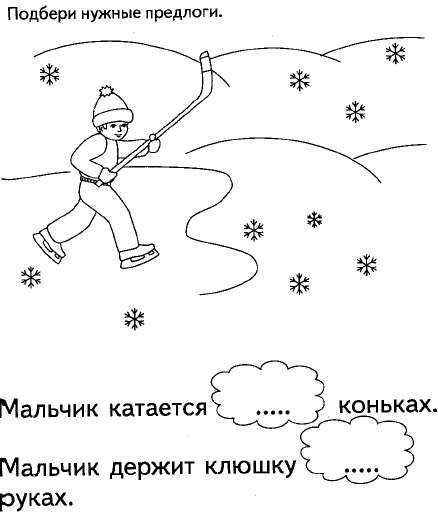 Подбери нужные предлоги.
Мальчик катается ..... коньках.
Мальчик держит клюшку .....
руках.